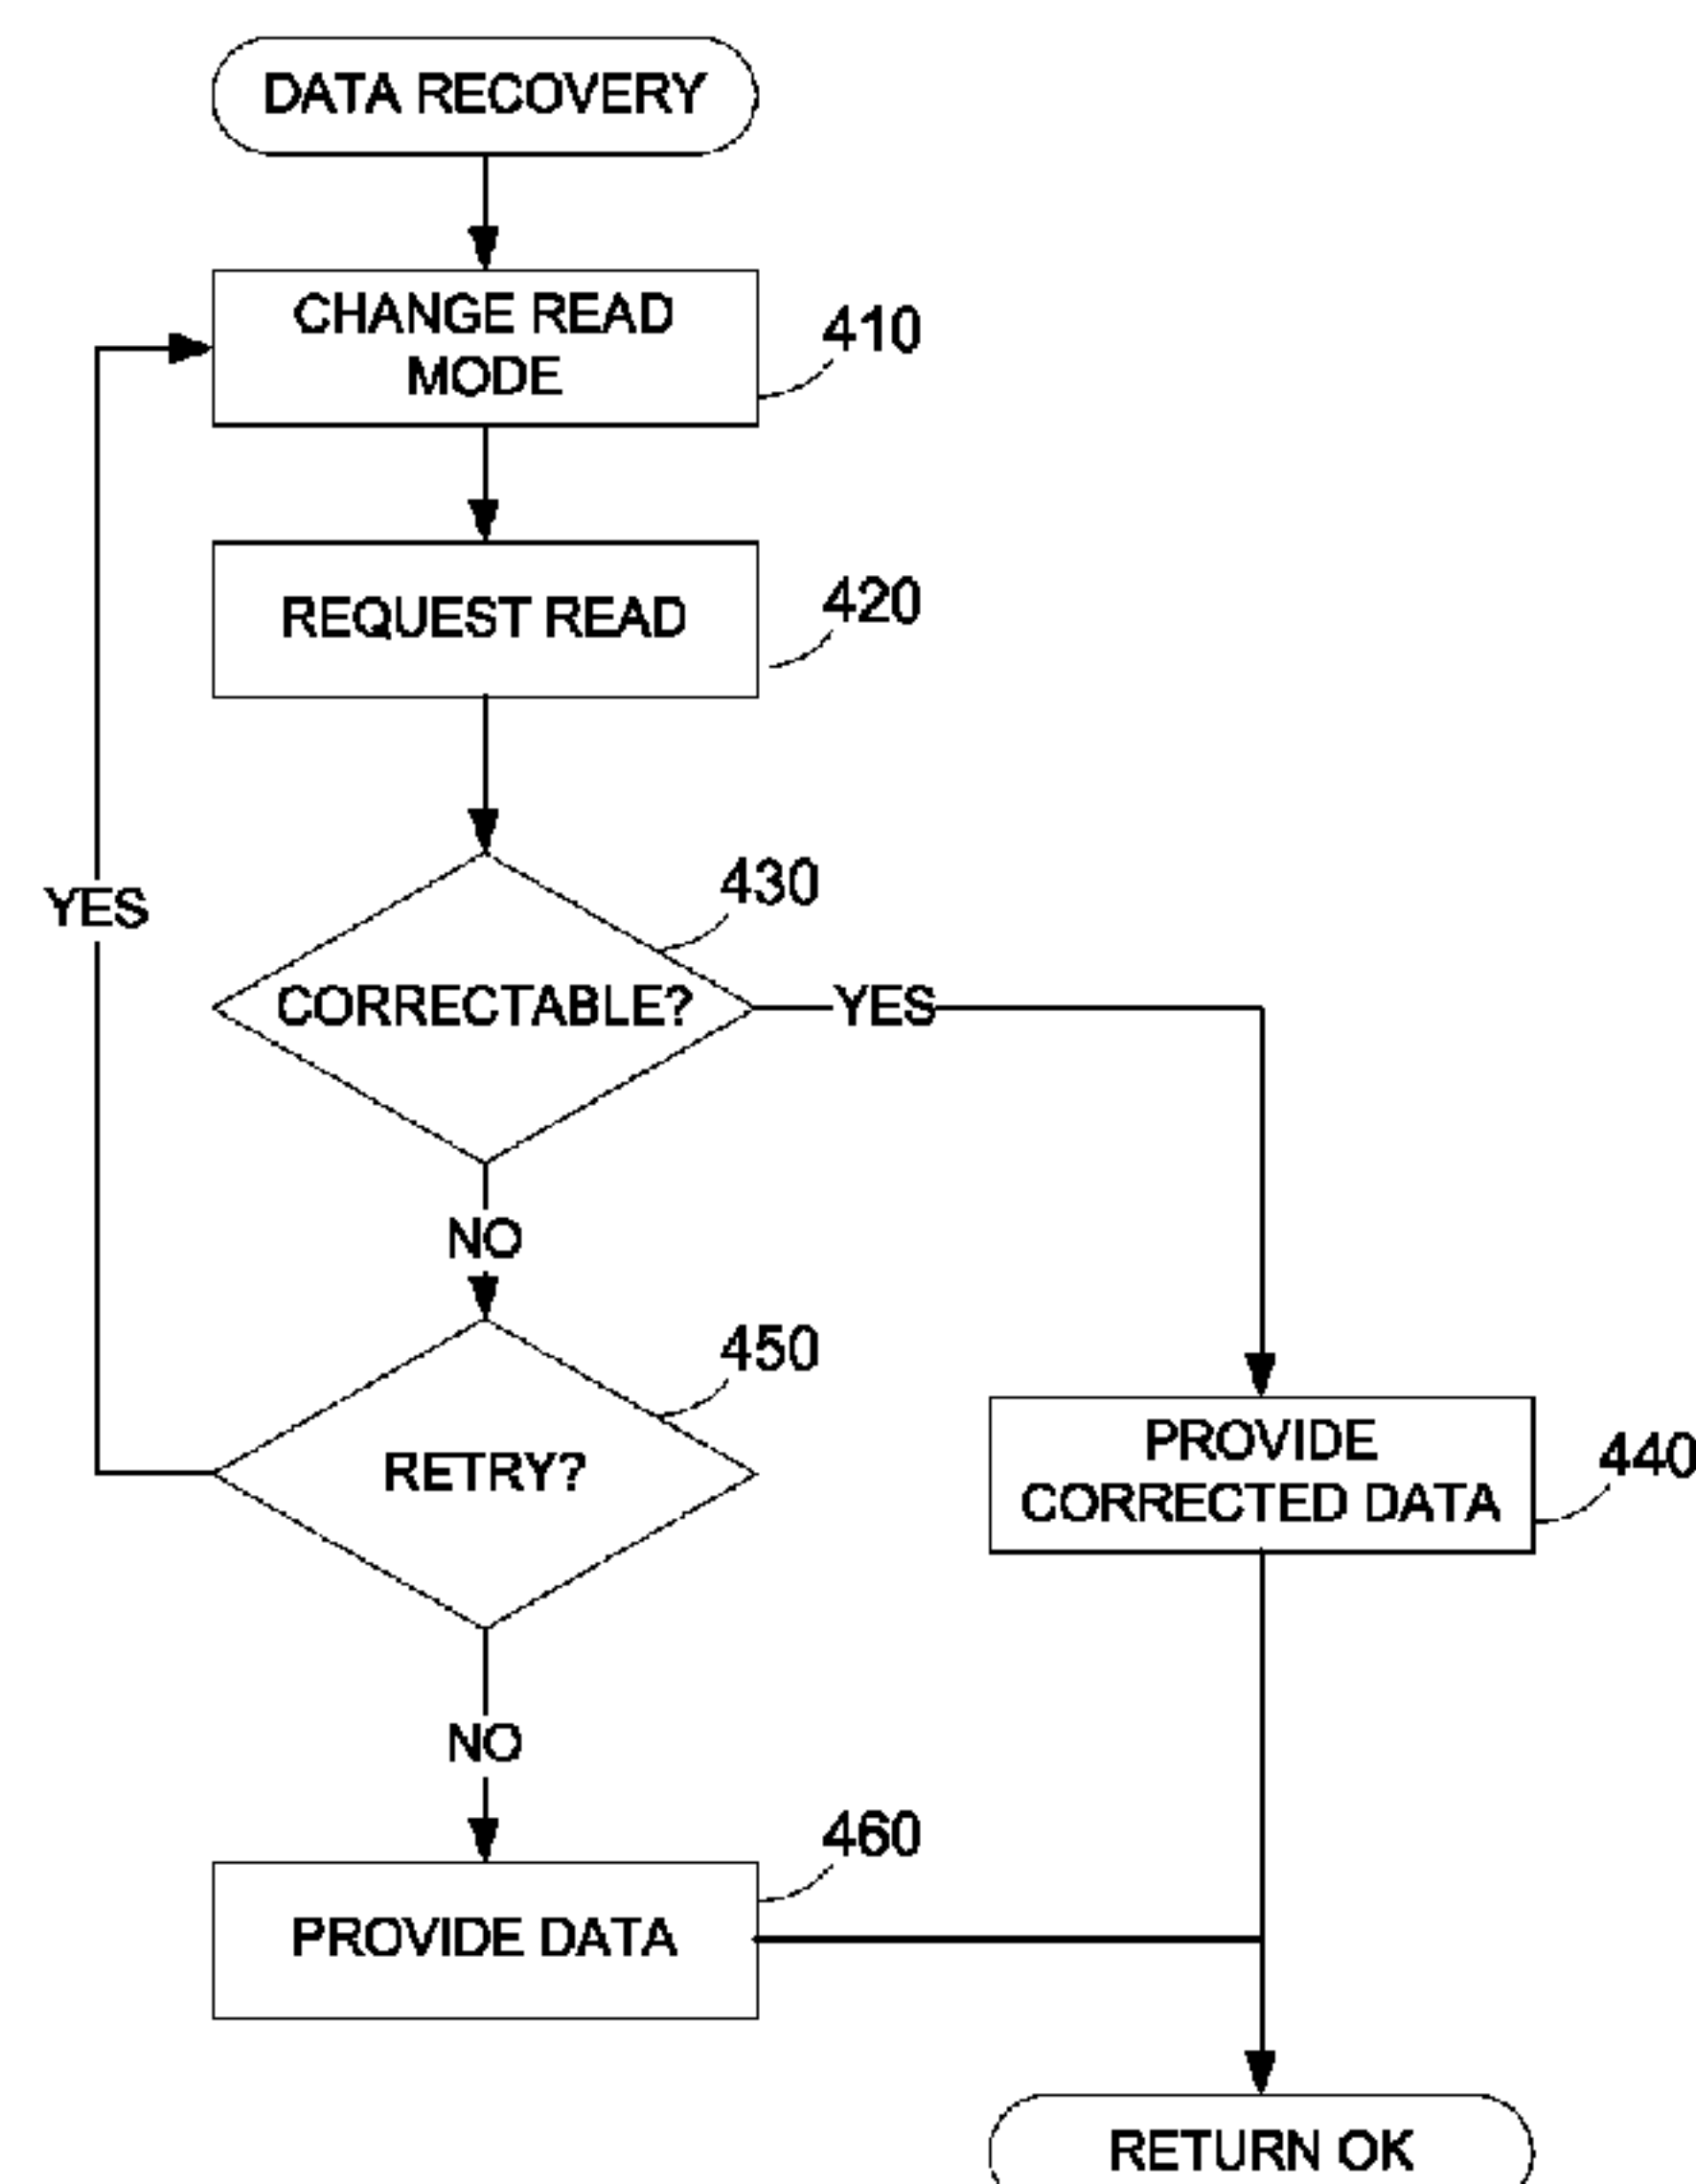 DATA RECOVERY
CHANGE READ
MODE
410
REQUEST READ
420
430
YES
CORRECTABLE?
YES
NO
450
RETRY?
PROVIDE
CORRECTED DATA
440
NO
460
PROVIDE DATA
RETURN OK